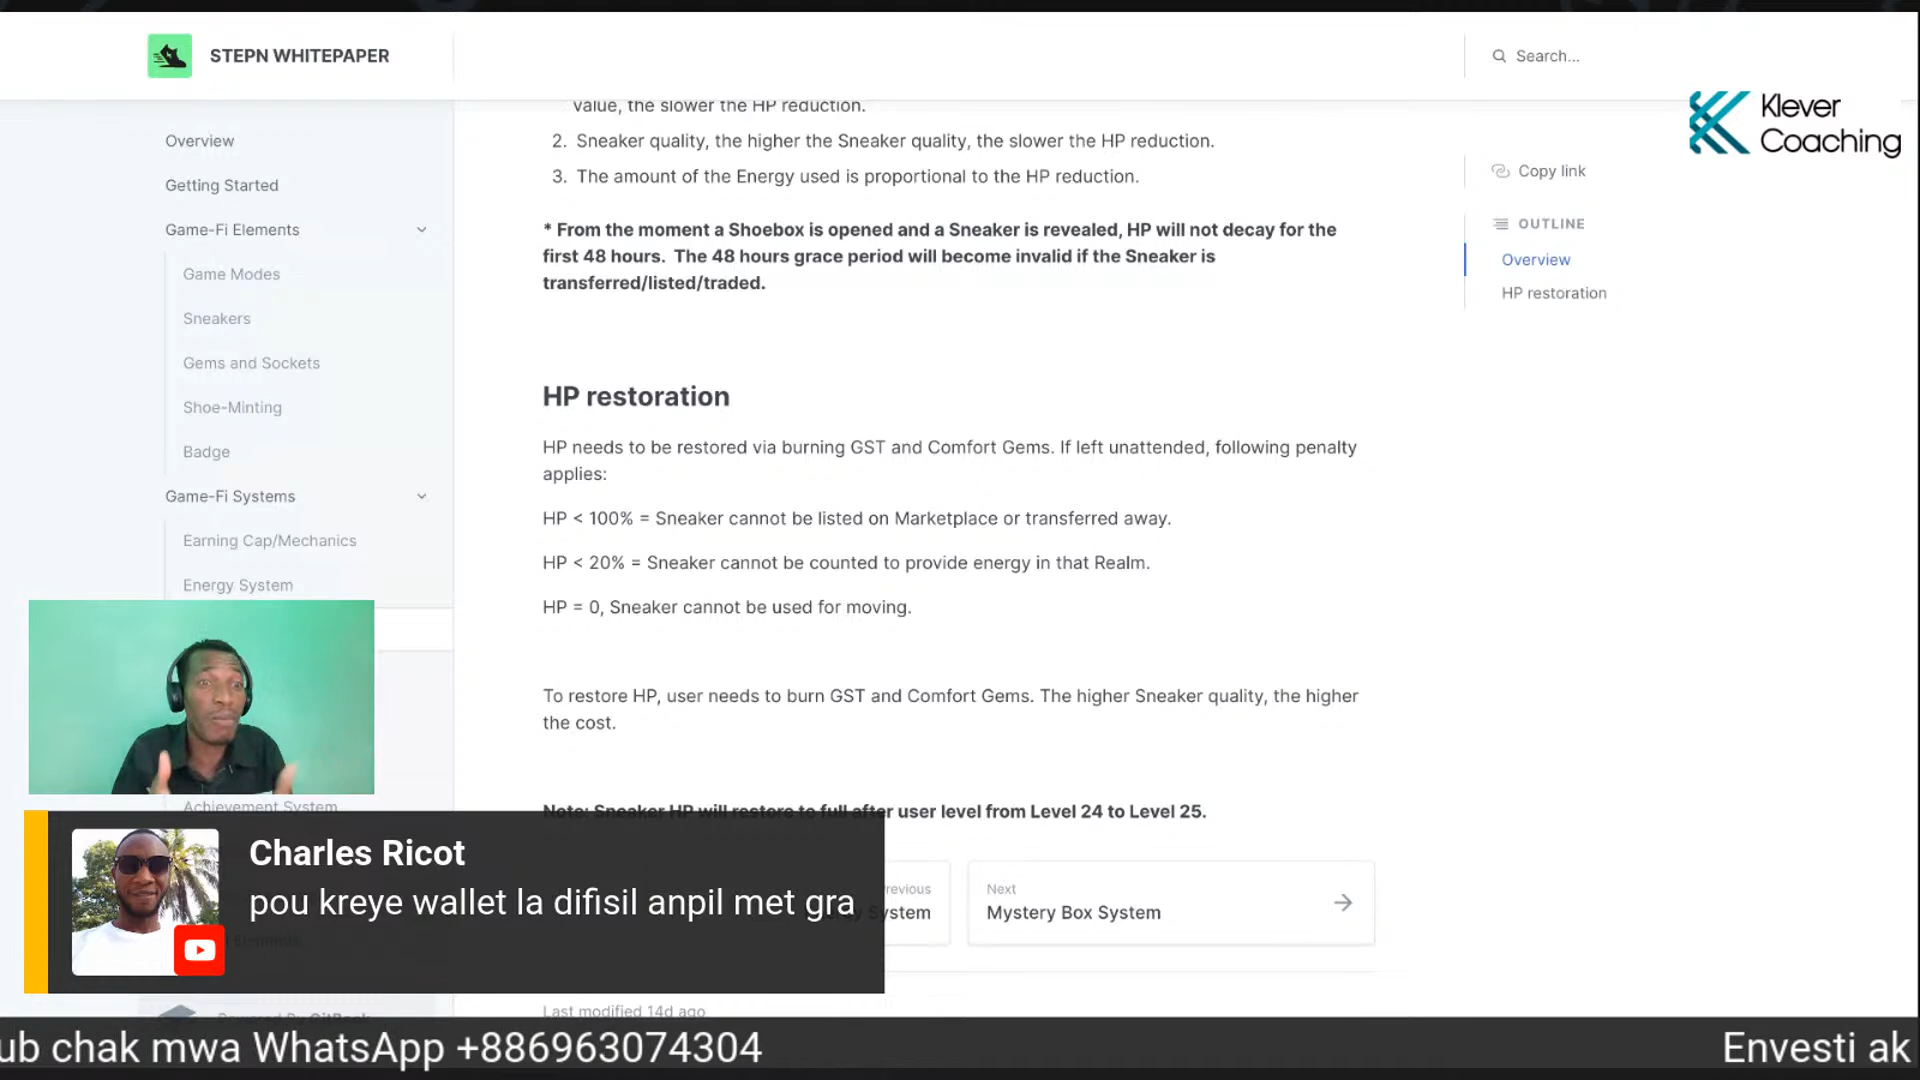 STEPN WHITEPAPER
Search...
Klever
Coaching
Overview
Getting Started
Game-Fi Elements
Game Modes
Sneakers
Gems and Sockets
Shoe-Minting
Badge
Game-Fi Systems
Earning Cap/Mechanics
Energy System
Achievement System
value, the slower the HP reduction.
2. Sneaker quality, the higher the Sneaker quality, the slower the HP reduction.
3. The amount of the Energy used is proportional to the HP reduction.
* From the moment a Shoebox is opened and a Sneaker is revealed, HP will not decay for the
first 48 hours. The 48 hours grace period will become invalid if the Sneaker is
transferred/listed/traded.
HP restoration
HP needs to be restored via burning GST and Comfort Gems. If left unattended, following penalty
applies:
HP < 100% = Sneaker cannot be listed on Marketplace or transferred away.
HP < 20% = Sneaker cannot be counted to provide energy in that Realm.
HP = 0, Sneaker cannot be used for moving.
To restore HP, user needs to burn GST and Comfort Gems. The higher Sneaker quality, the higher
the cost.
Note: Sneaker HP will restore to full after user level from Level 24 to Level 25.
Copy link
OUTLINE
Overview
HP restoration
Charles Ricot
pou kreye wallet la difisil anpil met gra
revious
System
Next
Mystery Box System
Last modified 14d ago
Powered By GitBook
ub chak mwa WhatsApp +886963074304
Envesti ak